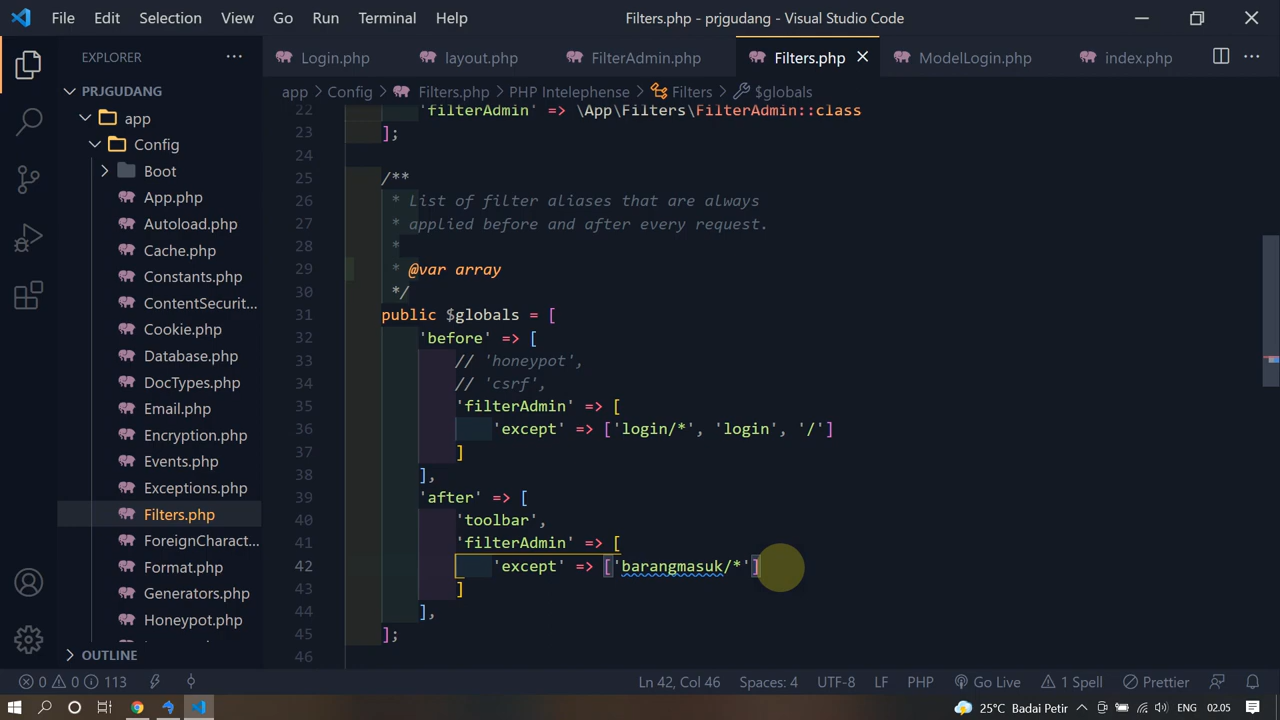 File Edit Selection View Go Run Terminal Help
Filters.php - prjgudang - Visual Studio Code
EXPLORER
Login.php
layout.php
FilterAdmin.php
Filters.php
ModelLogin.php
index.php
PRJGUDANG
app
Config
Boot
App.php
Autoload.php
Cache.php
Constants.php
ContentSecurit...
Cookie.php
Database.php
DocTypes.php
Email.php
Encryption.php
Events.php
Exceptions.php
Filters.php
ForeignCharact...
Format.php
Generators.php
Honeypot.php
OUTLINE
app > Config > Filters.php > PHP Intelephense > Filters > $globals
22 'filterAdmin' => \App\Filters\FilterAdmin::class
23 ];
24
25 /**
26 * List of filter aliases that are always
27 * applied before and after every request.
28 *
29 * @var array
30 */
31 public $globals = [
32 'before' => [
33 // 'honeypot',
34 // 'csrf',
35 'filterAdmin' => [
36 'except' => ['login/*', 'login', '/']
37 ]
38 ],
39 'after' => [
40 'toolbar',
41 'filterAdmin' => [
42 'except' => ['barangmasuk/*']
43 ]
44 ],
45 ];
46
0 0 113
Ln 42, Col 46 Spaces: 4 UTF-8 LF PHP Go Live 1 Spell Prettier
25°C Badai Petir ENG 02.05